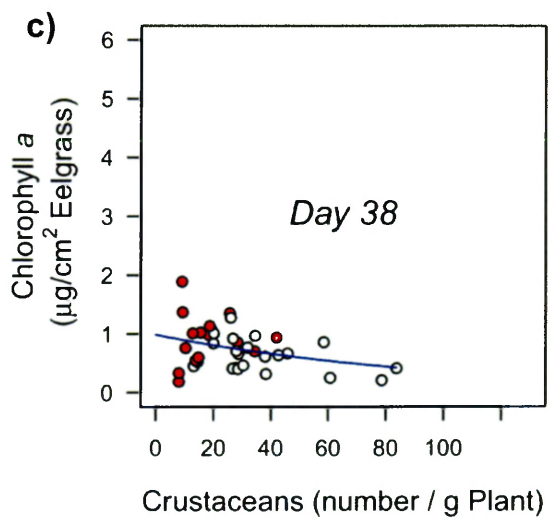 c)
6
5
4
3
2
1
0
Chlorophyll a
(µg/cm² Eelgrass)
Day 38
0 20 40 60 80 100
Crustaceans (number / g Plant)